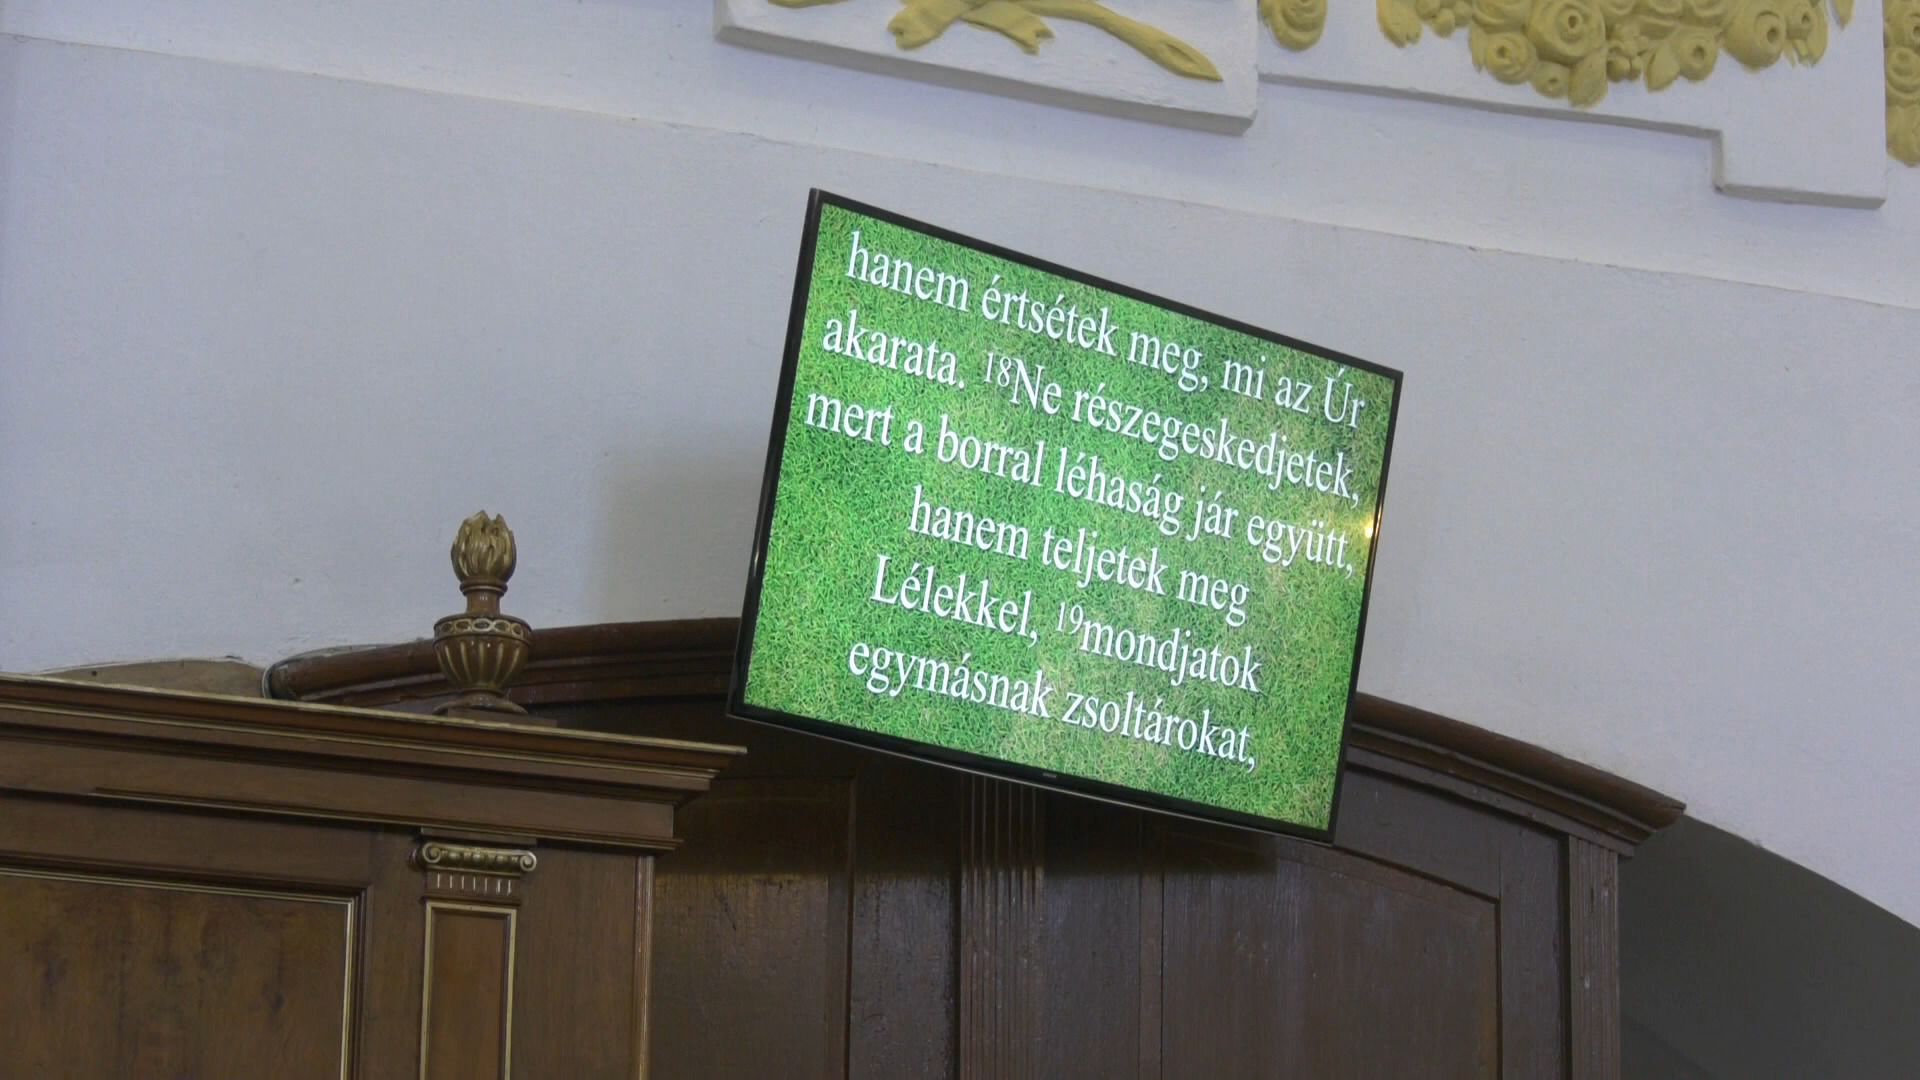 hanem értsétek meg, mi az Úr
akarata. ¹⁸Ne részegeskedjetek,
mert a borral léhaság jár együtt,
hanem teljetek meg
Lélekkel, ¹⁹mondjatok
egymásnak zsoltárokat,